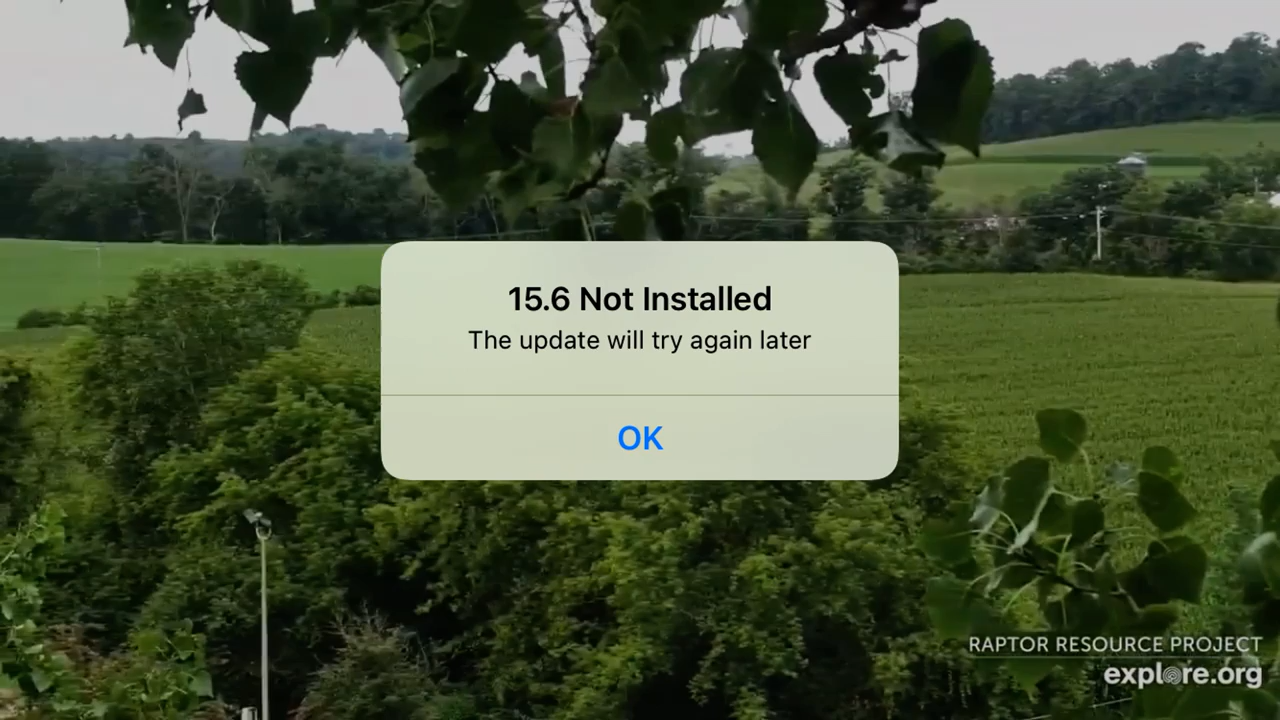 15.6 Not Installed
The update will try again later
OK
RAPTOR RESOURCE PROJECT
explore.org